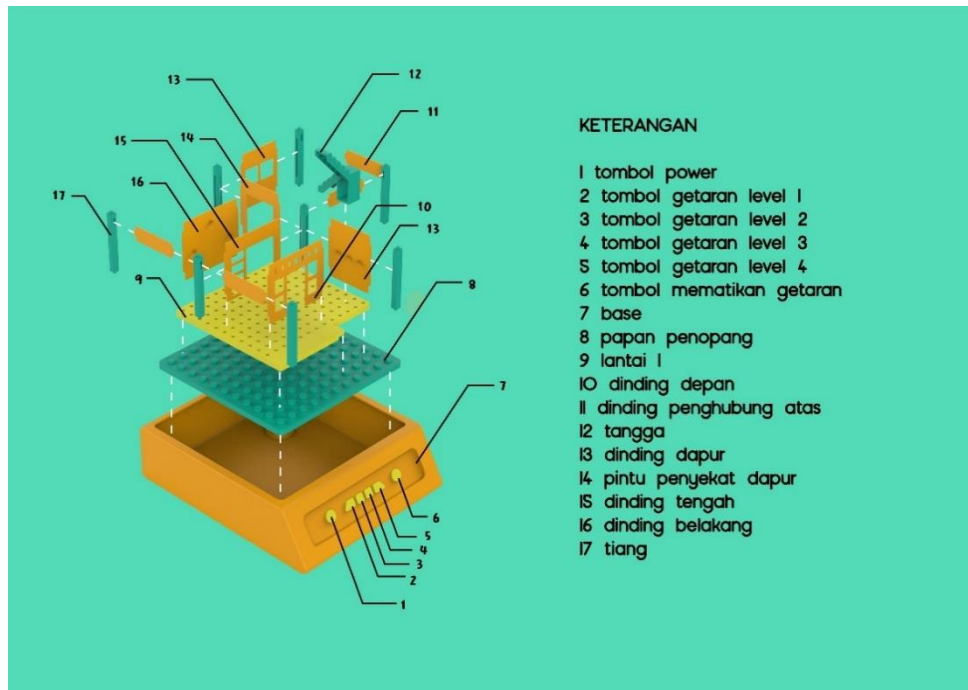 13
12
11
14
15
16
17
10
13
9
8
7
6
5
4
3
2
1
KETERANGAN
1 tombol power
2 tombol getaran level 1
3 tombol getaran level 2
4 tombol getaran level 3
5 tombol getaran level 4
6 tombol mematikan getaran
7 base
8 papan penopang
9 lantai 1
10 dinding depan
11 dinding penghubung atas
12 tangga
13 dinding dapur
14 pintu penyekat dapur
15 dinding tengah
16 dinding belakang
17 tiang